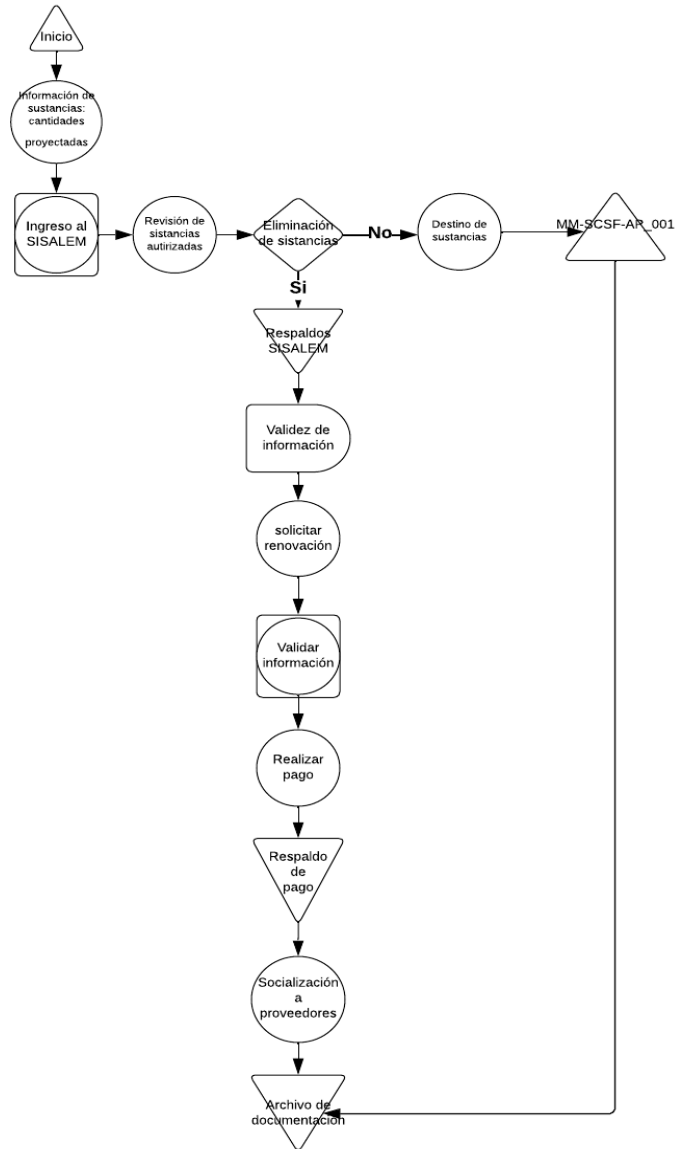 Inicio
Información de
sustancias:
cantidades
proyectadas
Ingreso al
SISALEM
Revisión de
sistancias
autirizadas
Eliminación
de sistancias
No
Destino de
sustancias
MM-SCSF-AP_001
Si
Respaldos
SISALEM
Validez de
información
solicitar
renovación
Validar
información
Realizar
pago
Respaldo
de
pago
Socialización
a
proveedores
Archivo de
documentación